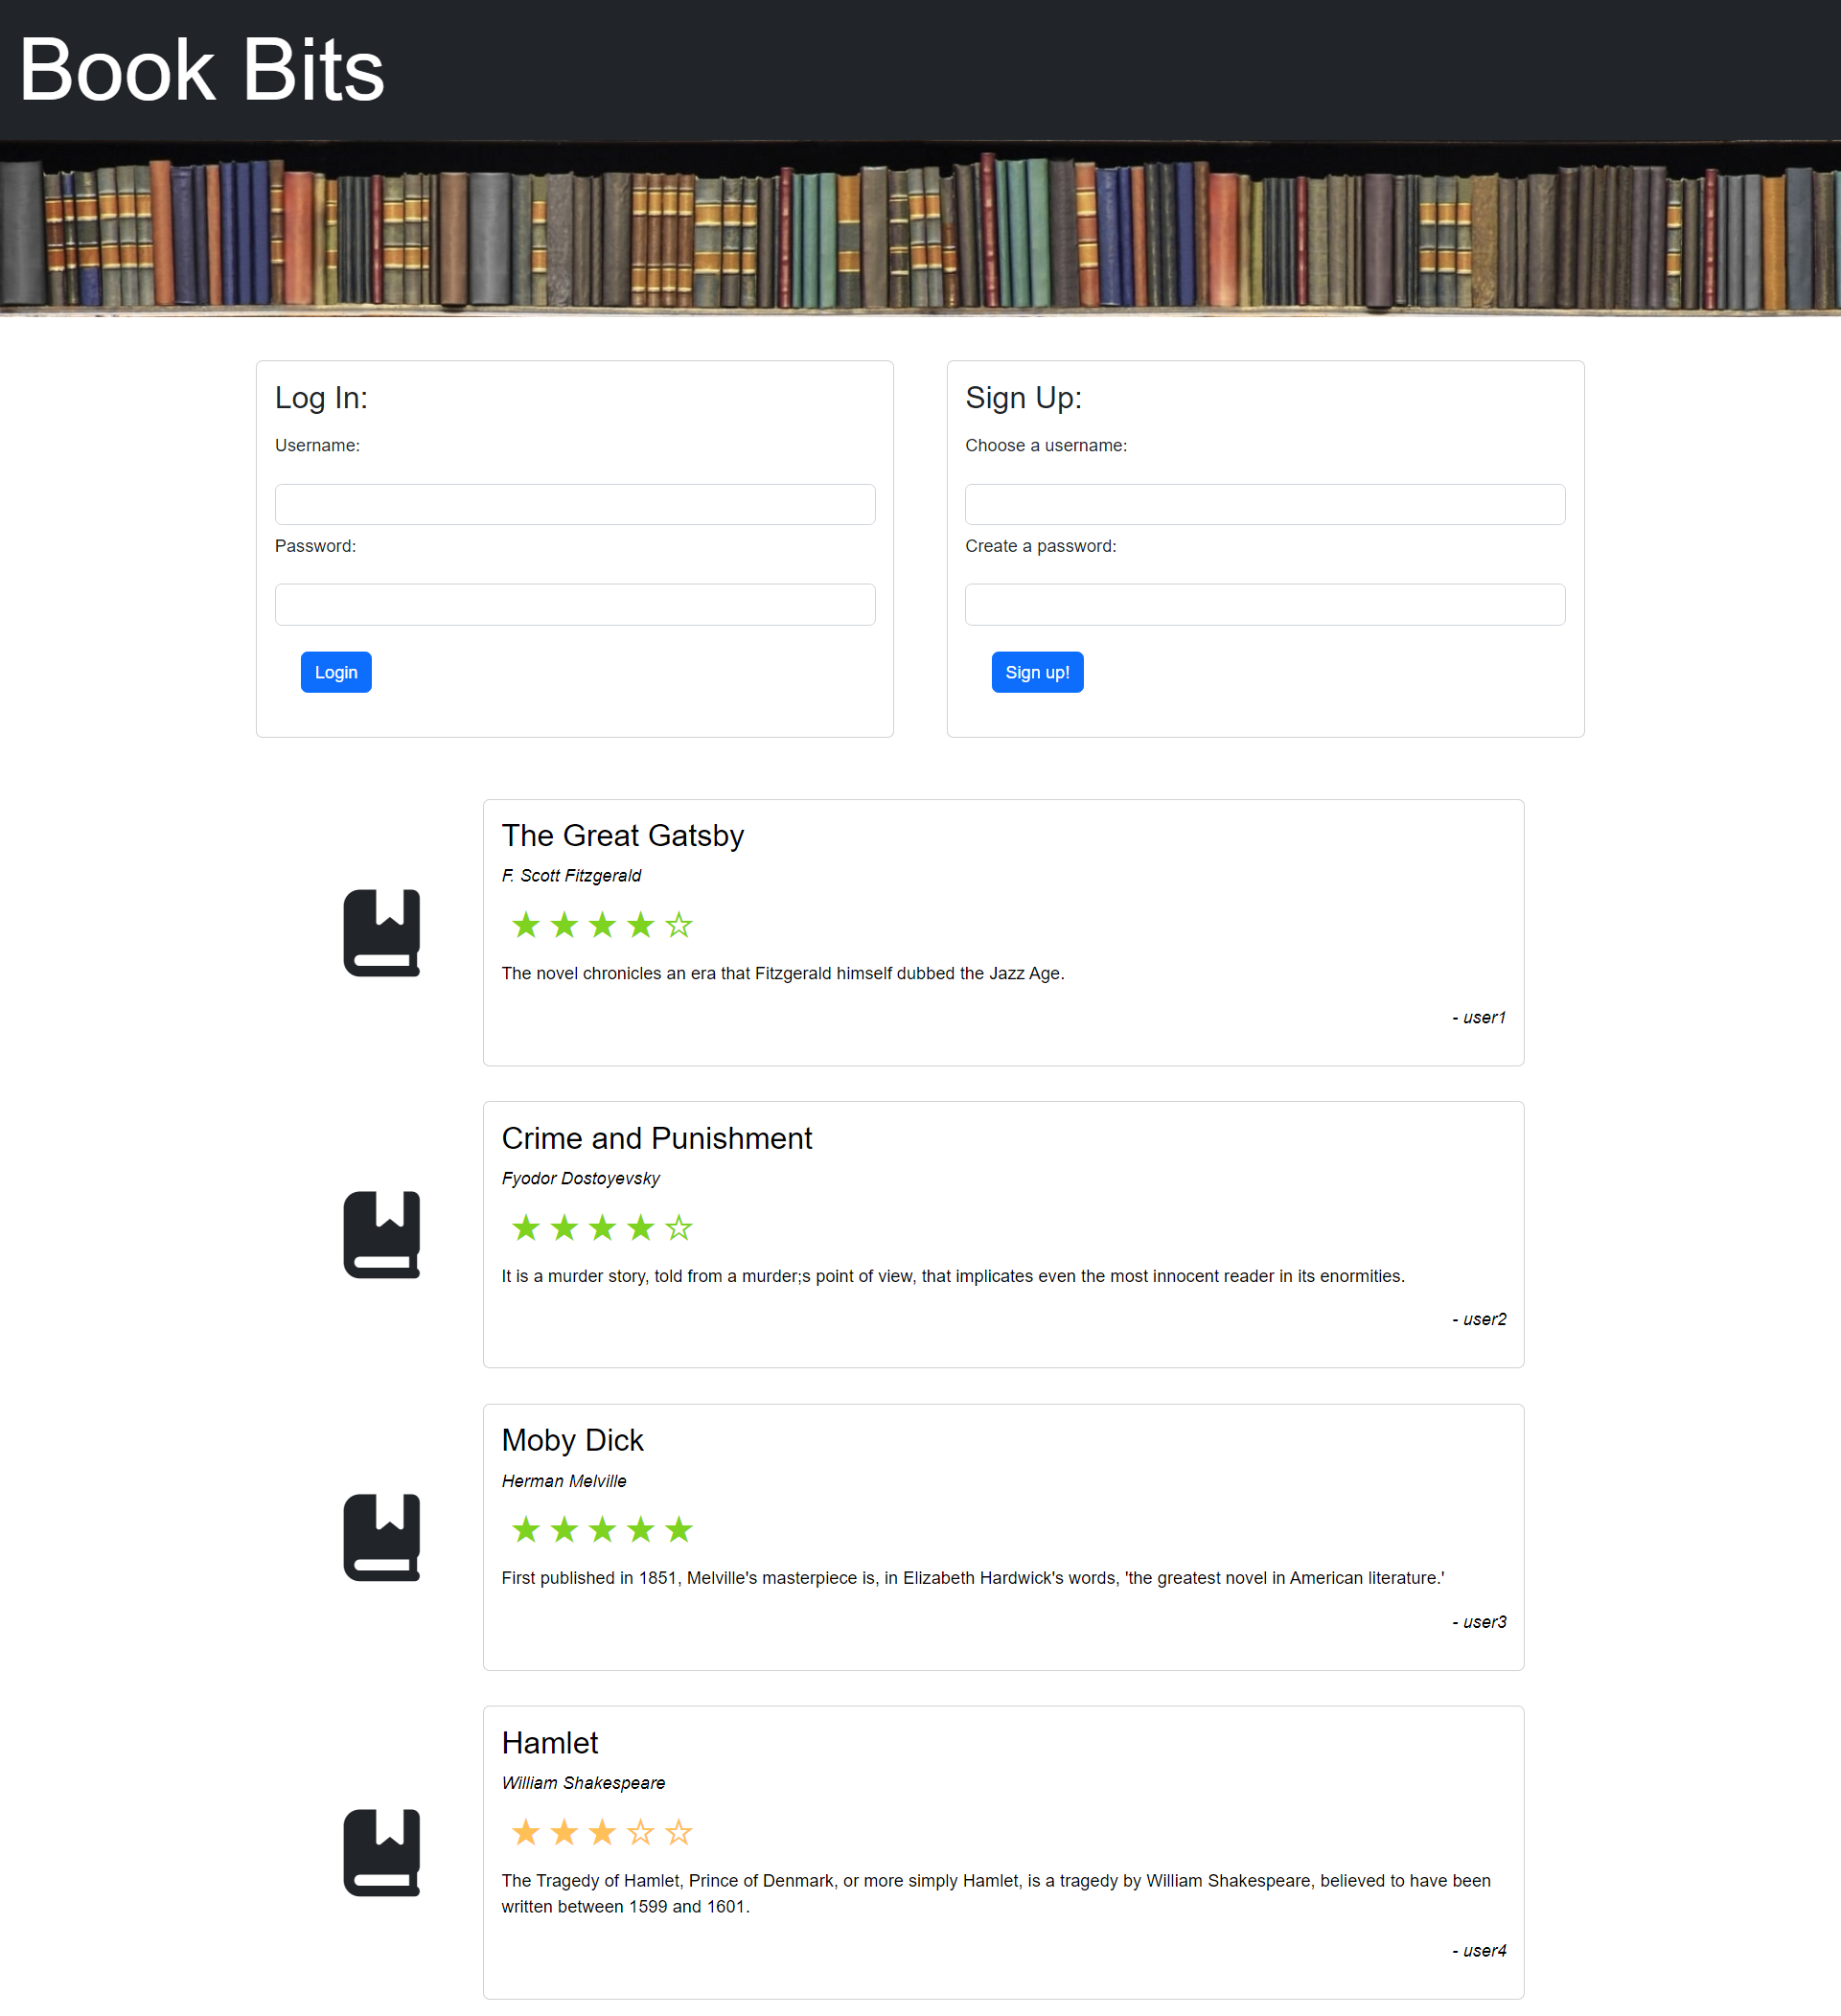 Book Bits
Log In:
Username:
Password:
Login
Sign Up:
Choose a username:
Create a password:
Sign up!
The Great Gatsby
F. Scott Fitzgerald
★ ★ ★ ★ ☆
The novel chronicles an era that Fitzgerald himself dubbed the Jazz Age.
- user1
Crime and Punishment
Fyodor Dostoyevsky
★ ★ ★ ★ ☆
It is a murder story, told from a murder;s point of view, that implicates even the most innocent reader in its enormities.
- user2
Moby Dick
Herman Melville
★ ★ ★ ★ ★
First published in 1851, Melville's masterpiece is, in Elizabeth Hardwick's words, 'the greatest novel in American literature.'
- user3
Hamlet
William Shakespeare
★ ★ ★ ☆ ☆
The Tragedy of Hamlet, Prince of Denmark, or more simply Hamlet, is a tragedy by William Shakespeare, believed to have been
written between 1599 and 1601.
- user4